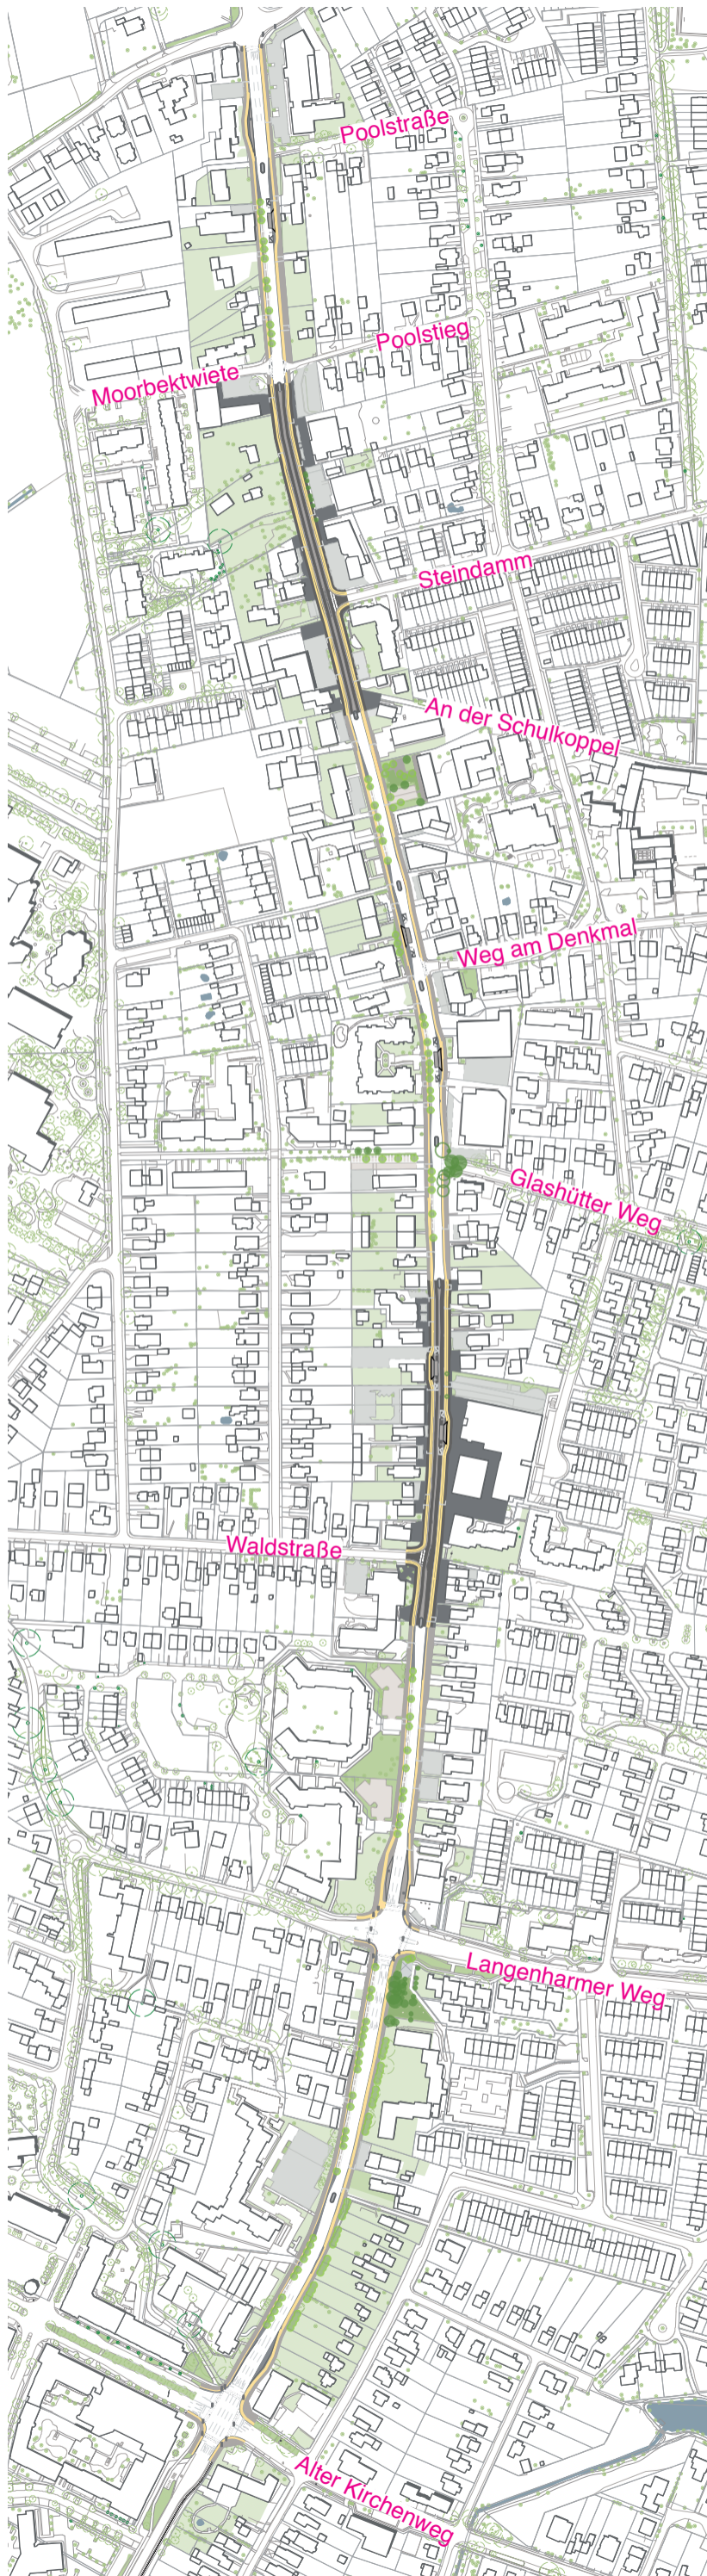 Poolstraße
Poolstieg
Moorbektwiete
Steindamm
An der Schulkoppel
Weg am Denkmal
Glashütter Weg
Waldstraße
Langenharmer Weg
Alter Kirchenweg